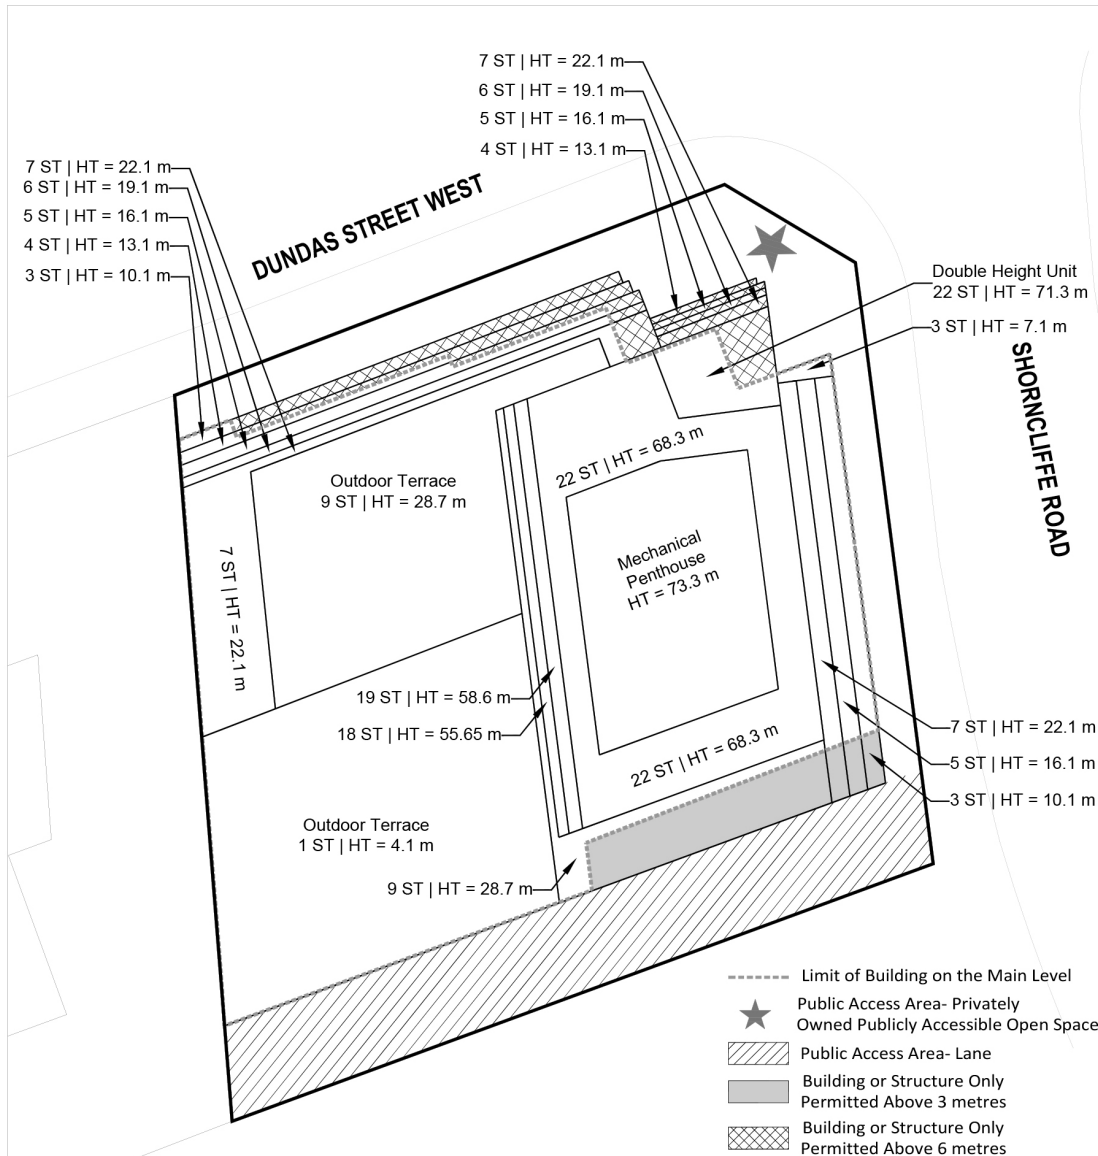 7 ST | HT = 22.1 m
6 ST | HT = 19.1 m
5 ST | HT = 16.1 m
4 ST | HT = 13.1 m
7 ST | HT = 22.1 m
6 ST | HT = 19.1 m
5 ST | HT = 16.1 m
4 ST | HT = 13.1 m
3 ST | HT = 10.1 m
DUNDAS STREET WEST
Double Height Unit
22 ST | HT = 71.3 m
3 ST | HT = 7.1 m
SHORNCLIFFE ROAD
Outdoor Terrace
9 ST | HT = 28.7 m
22 ST | HT = 68.3 m
Mechanical
Penthouse
HT = 73.3 m
7 ST | HT = 22.1 m
19 ST | HT = 58.6 m
18 ST | HT = 55.65 m
22 ST | HT = 68.3 m
7 ST | HT = 22.1 m
5 ST | HT = 16.1 m
3 ST | HT = 10.1 m
Outdoor Terrace
1 ST | HT = 4.1 m
9 ST | HT = 28.7 m
Limit of Building on the Main Level
Public Access Area- Privately
Owned Publicly Accessible Open Space
Public Access Area- Lane
Building or Structure Only
Permitted Above 3 metres
Building or Structure Only
Permitted Above 6 metres